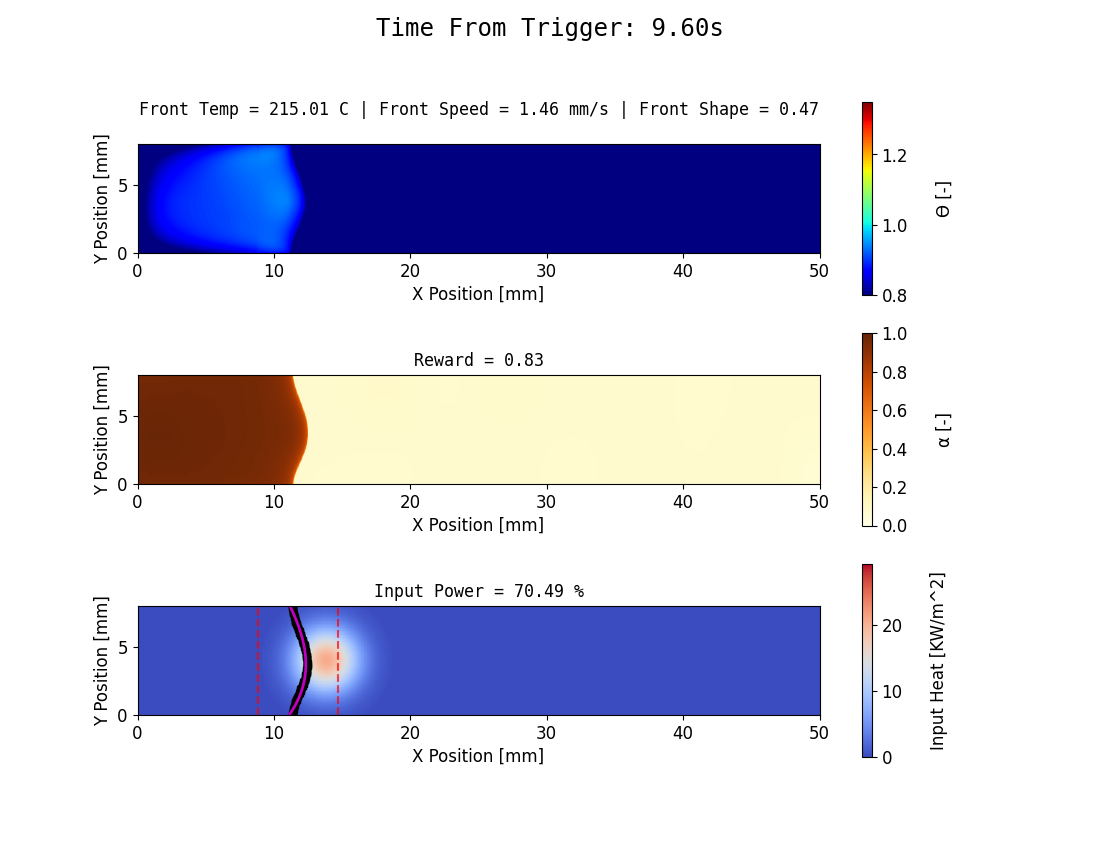 Time From Trigger: 9.60s
Front Temp = 215.01 C | Front Speed = 1.46 mm/s | Front Shape = 0.47
Y Position [mm]
5
0
0 10 20 30 40 50
X Position [mm]
1.2
1.0
0.8
Θ [-]
Reward = 0.83
Y Position [mm]
5
0
0 10 20 30 40 50
X Position [mm]
1.0
0.8
0.6
0.4
0.2
0.0
α [-]
Input Power = 70.49 %
Y Position [mm]
5
0
0 10 20 30 40 50
X Position [mm]
20
10
0
Input Heat [KW/m^2]